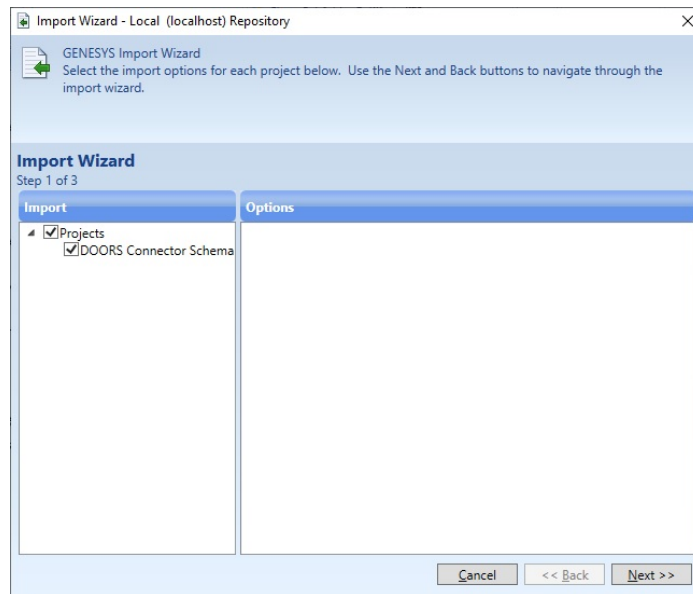 Import Wizard - Local (localhost) Repository
GENESYS Import Wizard
Select the import options for each project below. Use the Next and Back buttons to navigate through the
import wizard.
Import Wizard
Step 1 of 3
Import
Options
Projects
DOORS Connector Schema
Cancel
<< Back
Next >>